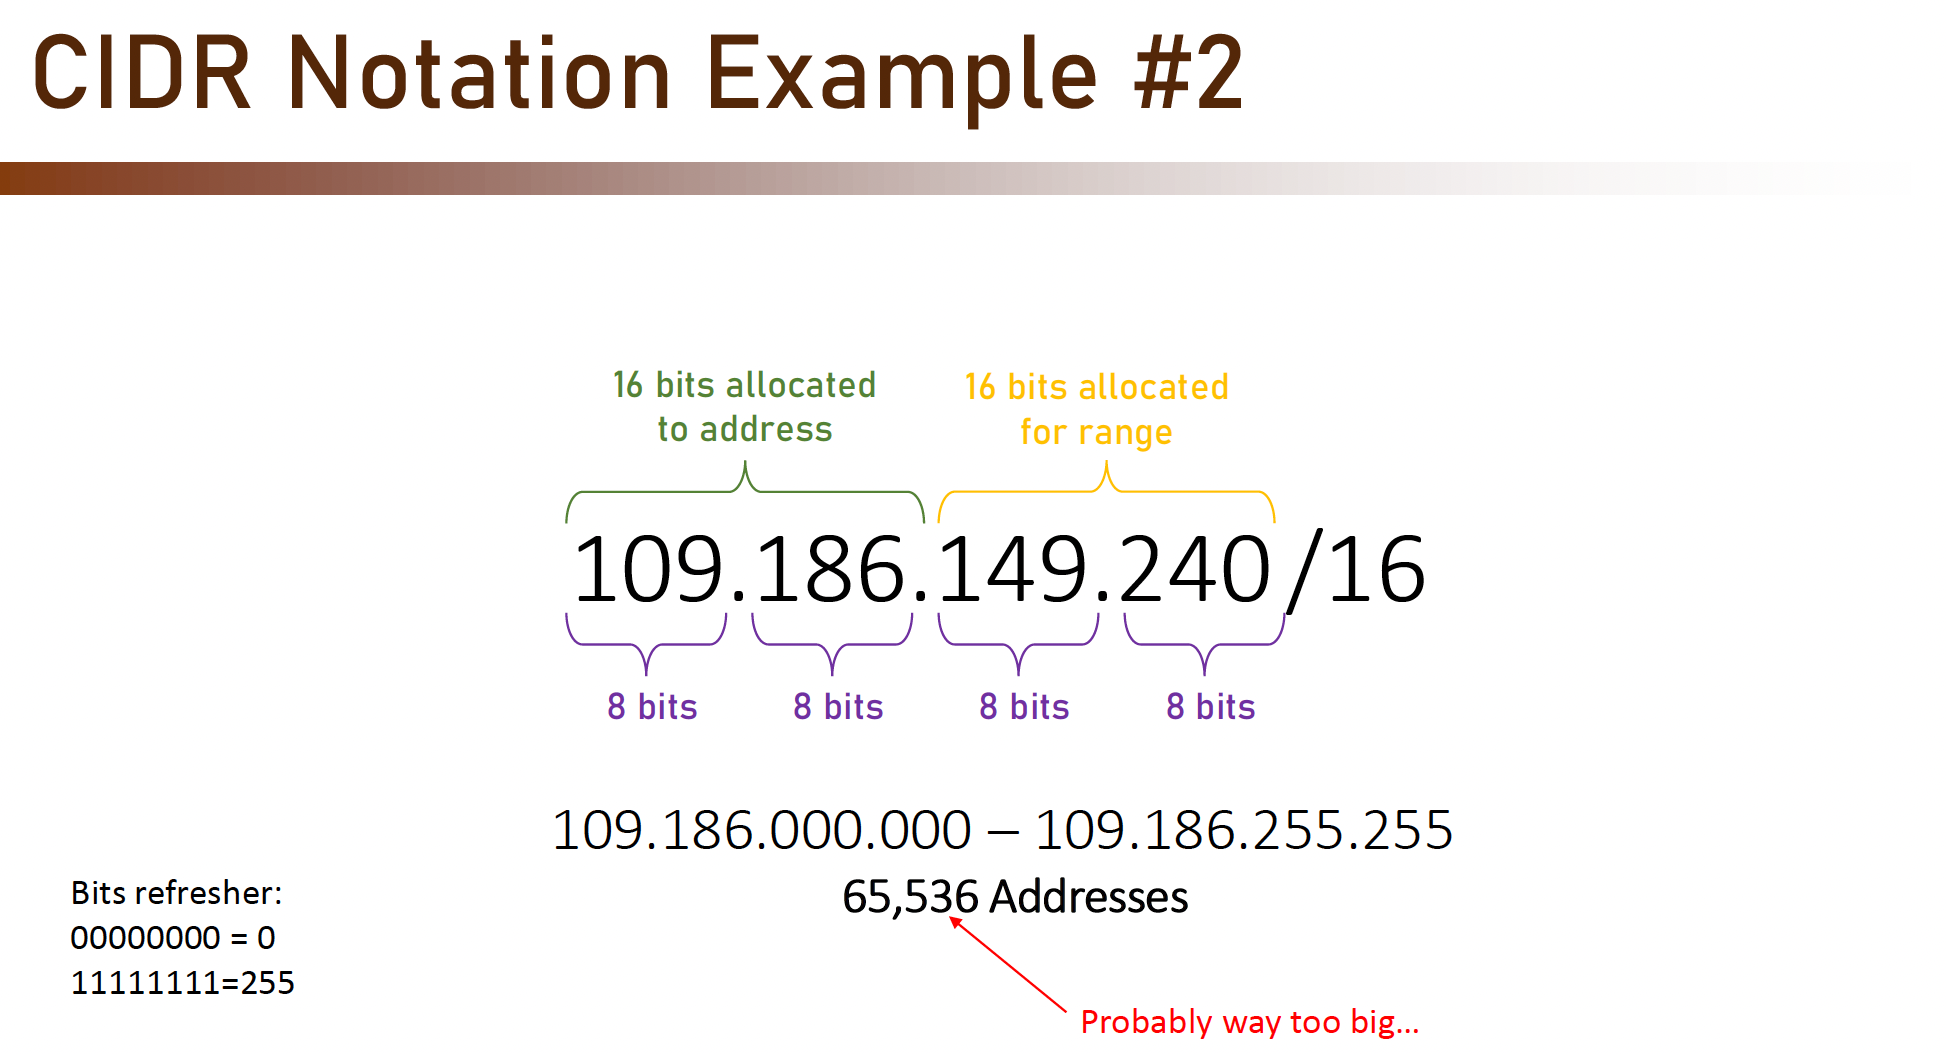 CIDR Notation Example #2
16 bits allocated
to address
16 bits allocated
for range
109.186.149.240/16
8 bits
8 bits
8 bits
8 bits
109.186.000.000 – 109.186.255.255
65,536 Addresses
Bits refresher:
00000000 = 0
11111111=255
Probably way too big...